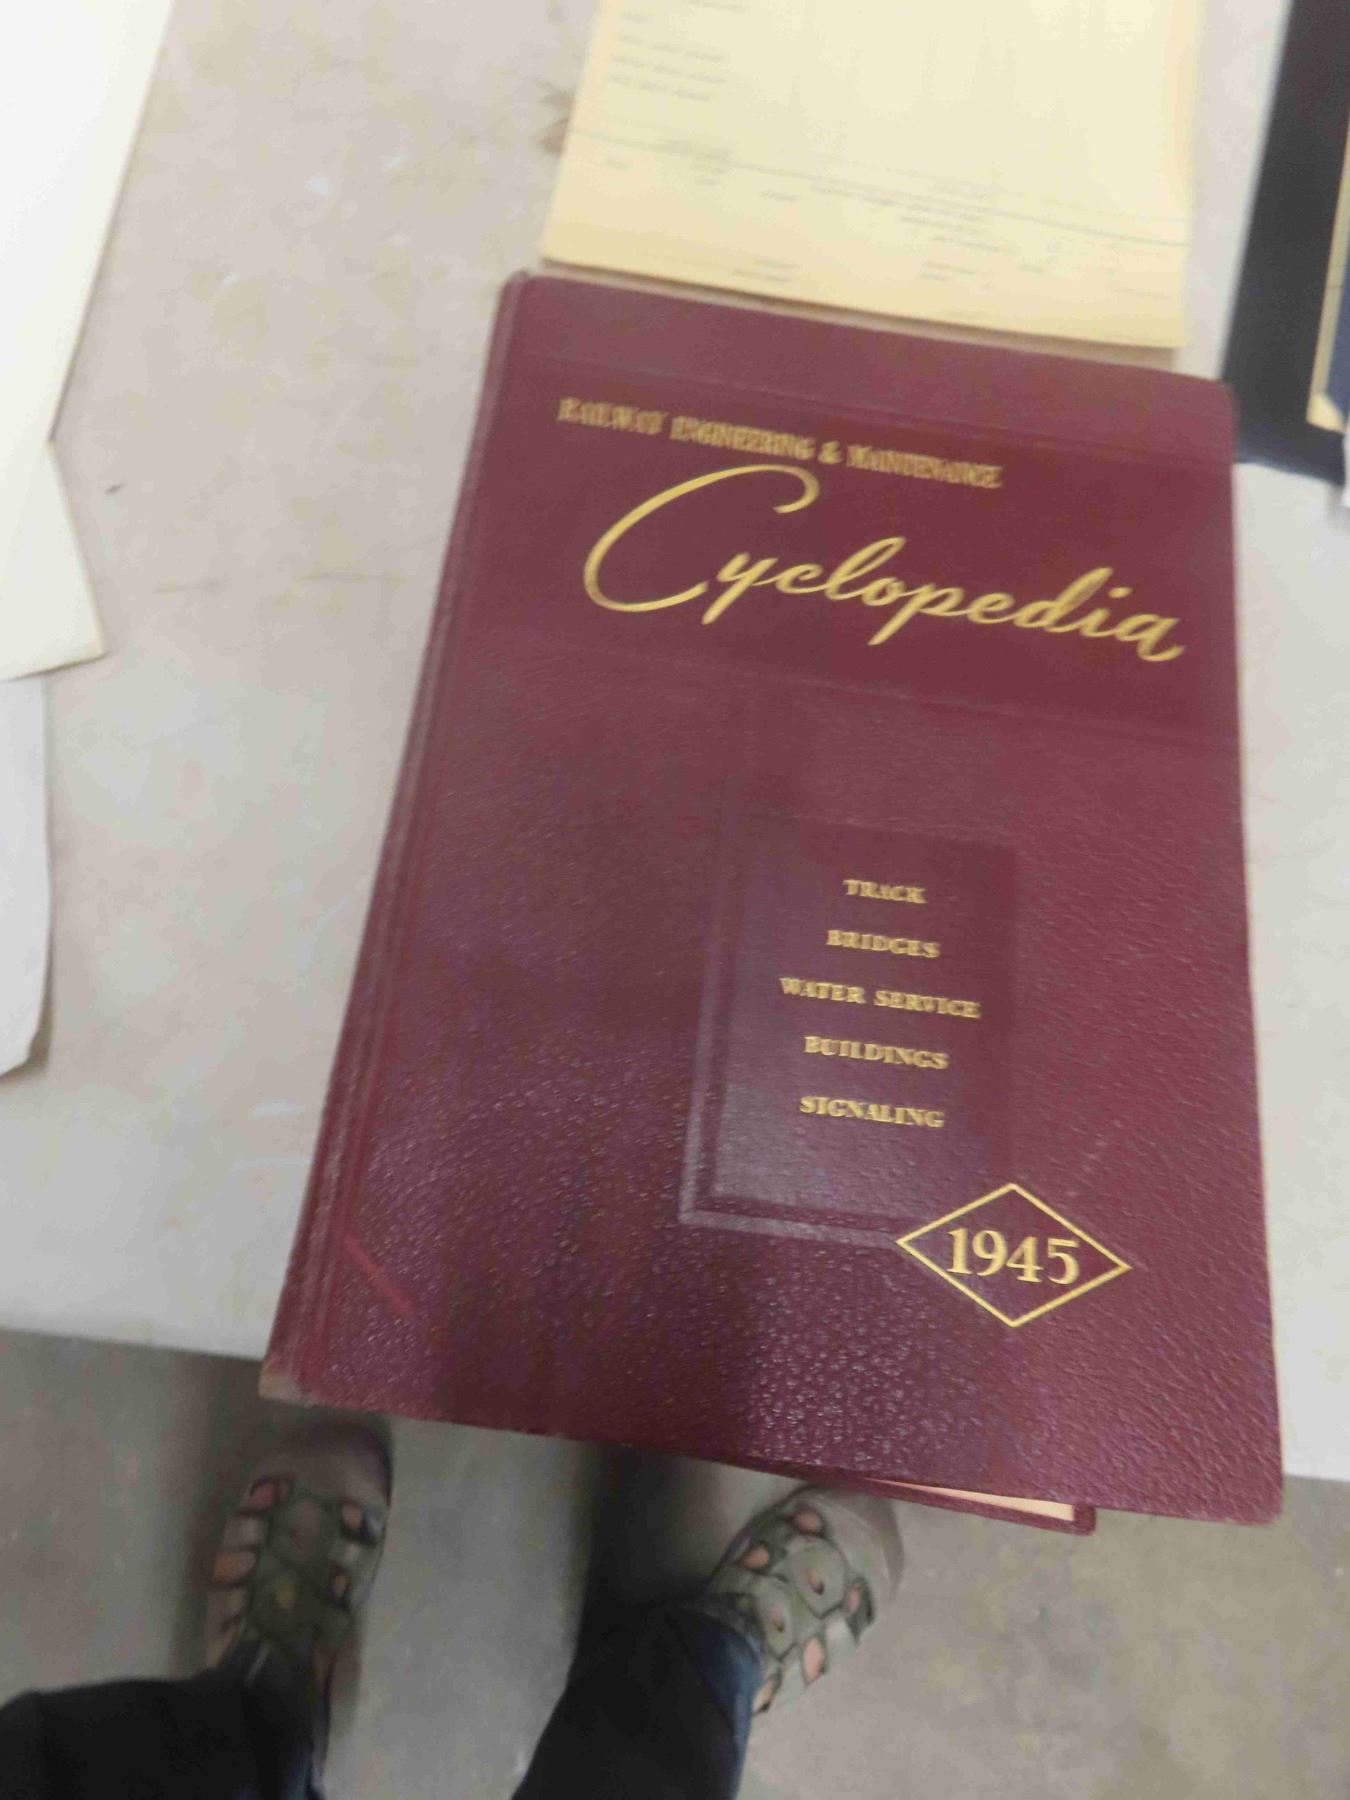 RAILWAY ENGINEERING & MAINTENANCE
Cyclopedia
TRACK
BRIDGES
WATER SERVICE
BUILDINGS
SIGNALING
1945